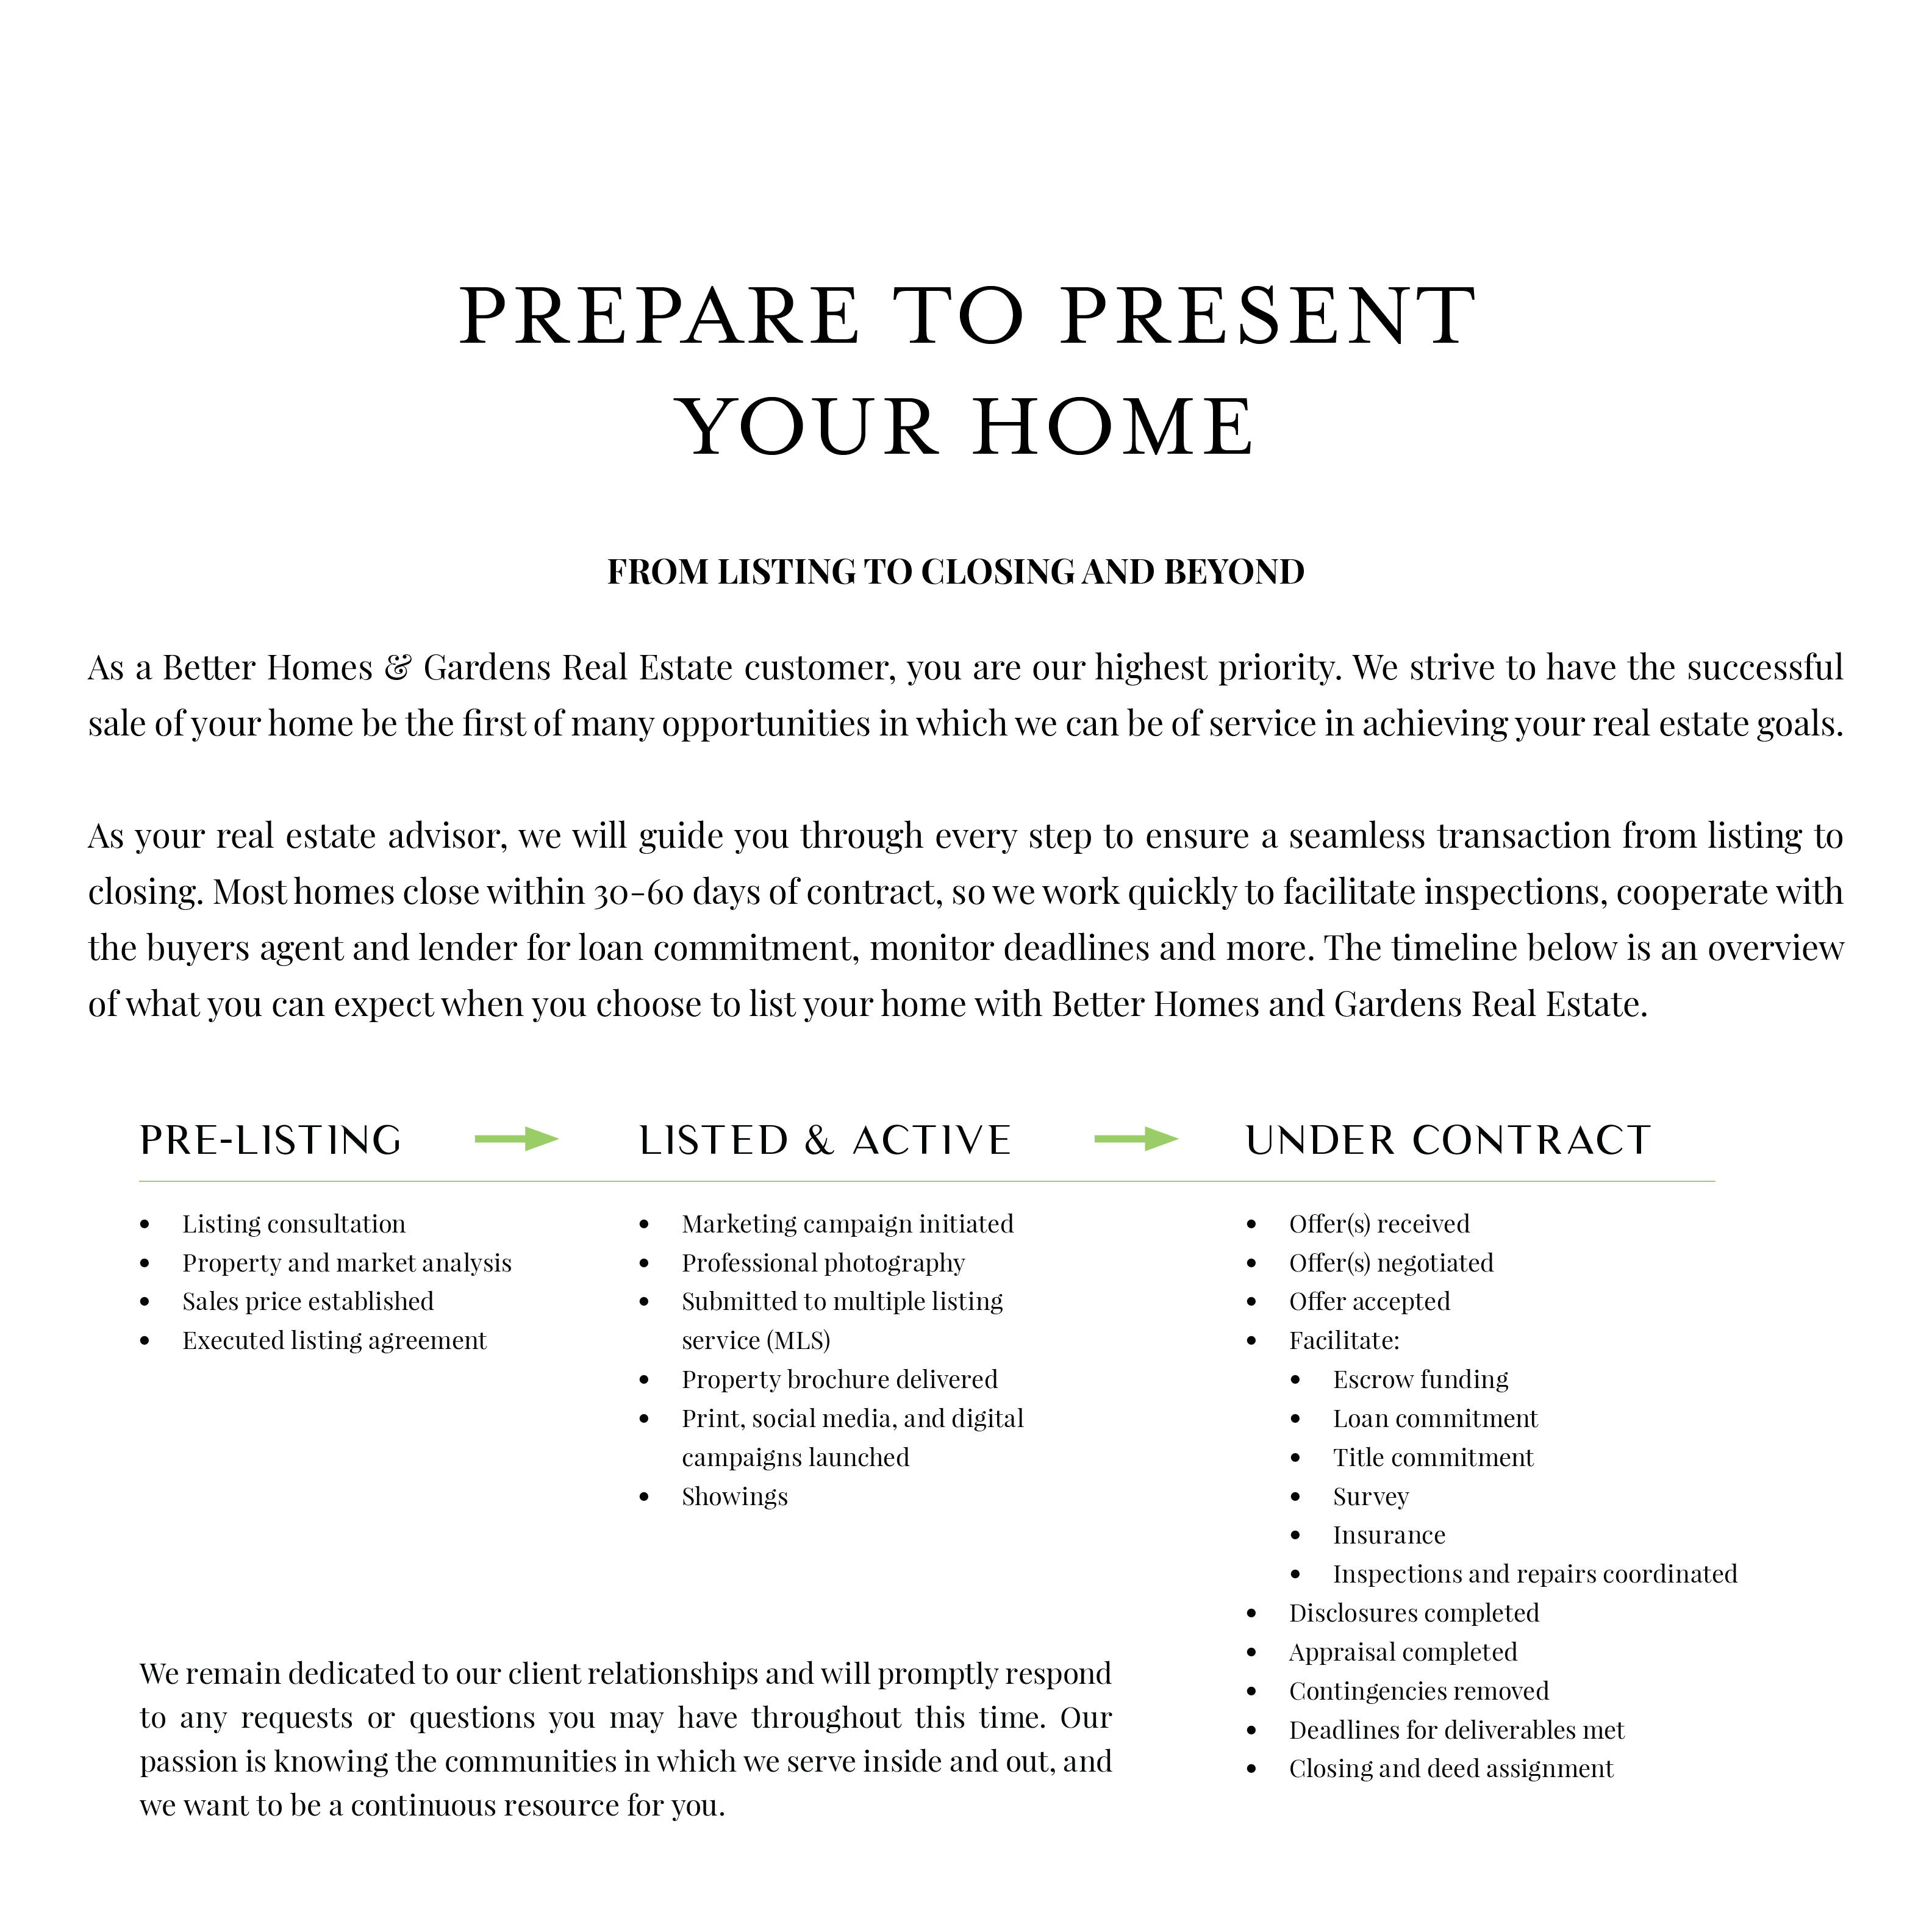 PREPARE TO PRESENT
YOUR HOME
FROM LISTING TO CLOSING AND BEYOND
As a Better Homes & Gardens Real Estate customer, you are our highest priority. We strive to have the successful
sale of your home be the first of many opportunities in which we can be of service in achieving your real estate goals.
As your real estate advisor, we will guide you through every step to ensure a seamless transaction from listing to
closing. Most homes close within 30-60 days of contract, so we work quickly to facilitate inspections, cooperate with
the buyers agent and lender for loan commitment, monitor deadlines and more. The timeline below is an overview
of what you can expect when you choose to list your home with Better Homes and Gardens Real Estate.
PRE-LISTING
• Listing consultation
• Property and market analysis
• Sales price established
• Executed listing agreement
LISTED & ACTIVE
• Marketing campaign initiated
• Professional photography
• Submitted to multiple listing
service (MLS)
• Property brochure delivered
• Print, social media, and digital
campaigns launched
• Showings
UNDER CONTRACT
• Offer(s) received
• Offer(s) negotiated
• Offer accepted
• Facilitate:
• Escrow funding
• Loan commitment
• Title commitment
• Survey
• Insurance
• Inspections and repairs coordinated
• Disclosures completed
• Appraisal completed
• Contingencies removed
• Deadlines for deliverables met
• Closing and deed assignment
We remain dedicated to our client relationships and will promptly respond
to any requests or questions you may have throughout this time. Our
passion is knowing the communities in which we serve inside and out, and
we want to be a continuous resource for you.